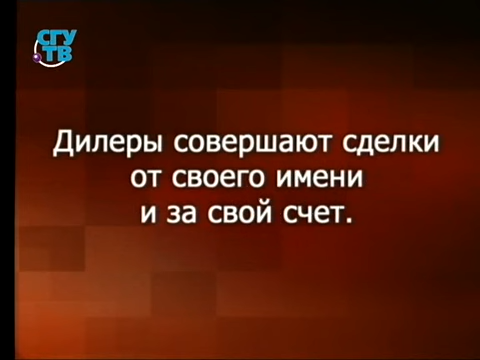 СГУ
ТВ
Дилеры совершают сделки
от своего имени
и за свой счет.